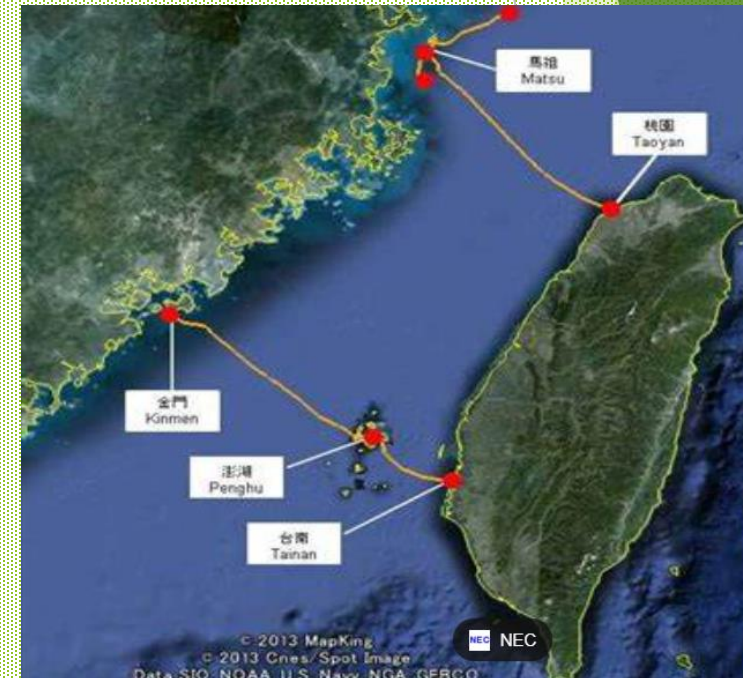 馬祖
Matsu
桃園
Taoyan
金門
Kinmen
澎湖
Penghu
台南
Tainan
NEC NEC
© 2013 MapKing
© 2013 Cnes/Spot Image
Data SIO, NOAA, U.S. Navy, NGA, GEBCO